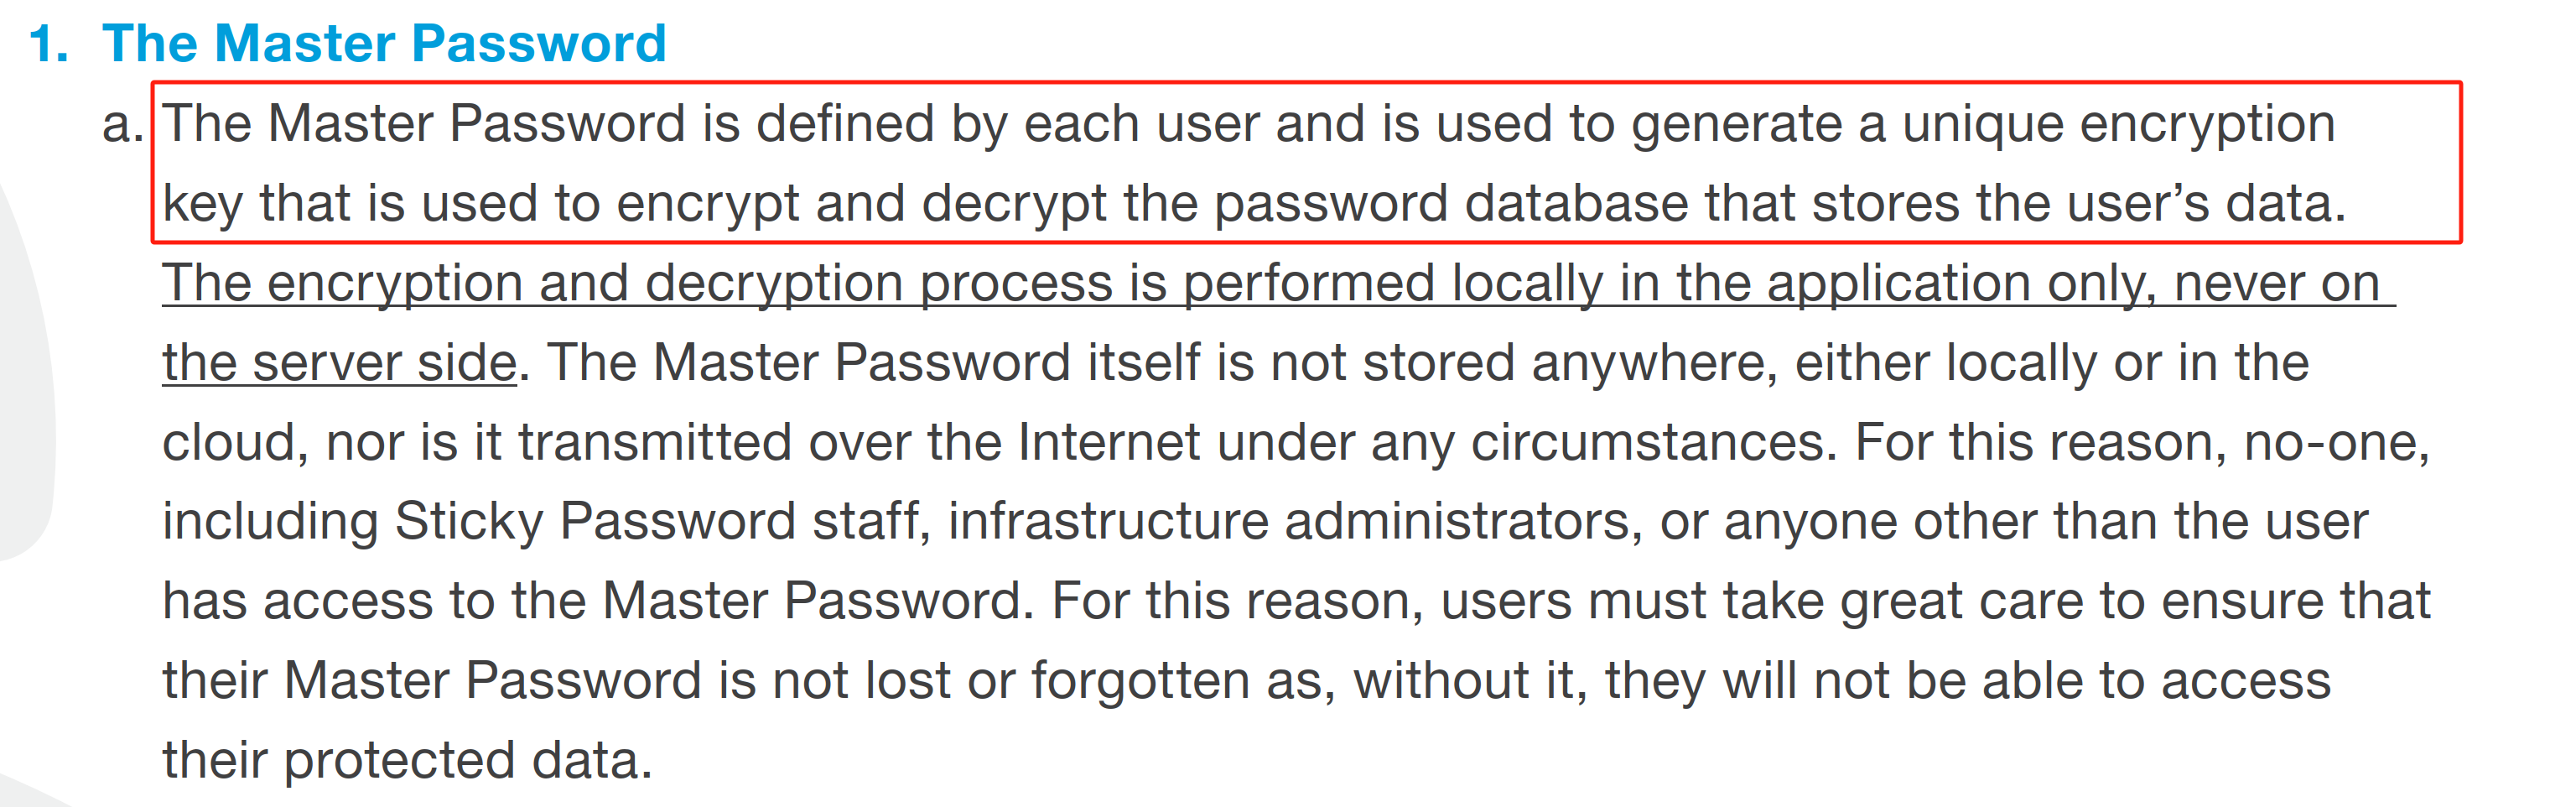 1. The Master Password
a. The Master Password is defined by each user and is used to generate a unique encryption
key that is used to encrypt and decrypt the password database that stores the user’s data.
The encryption and decryption process is performed locally in the application only, never on
the server side. The Master Password itself is not stored anywhere, either locally or in the
cloud, nor is it transmitted over the Internet under any circumstances. For this reason, no-one,
including Sticky Password staff, infrastructure administrators, or anyone other than the user
has access to the Master Password. For this reason, users must take great care to ensure that
their Master Password is not lost or forgotten as, without it, they will not be able to access
their protected data.